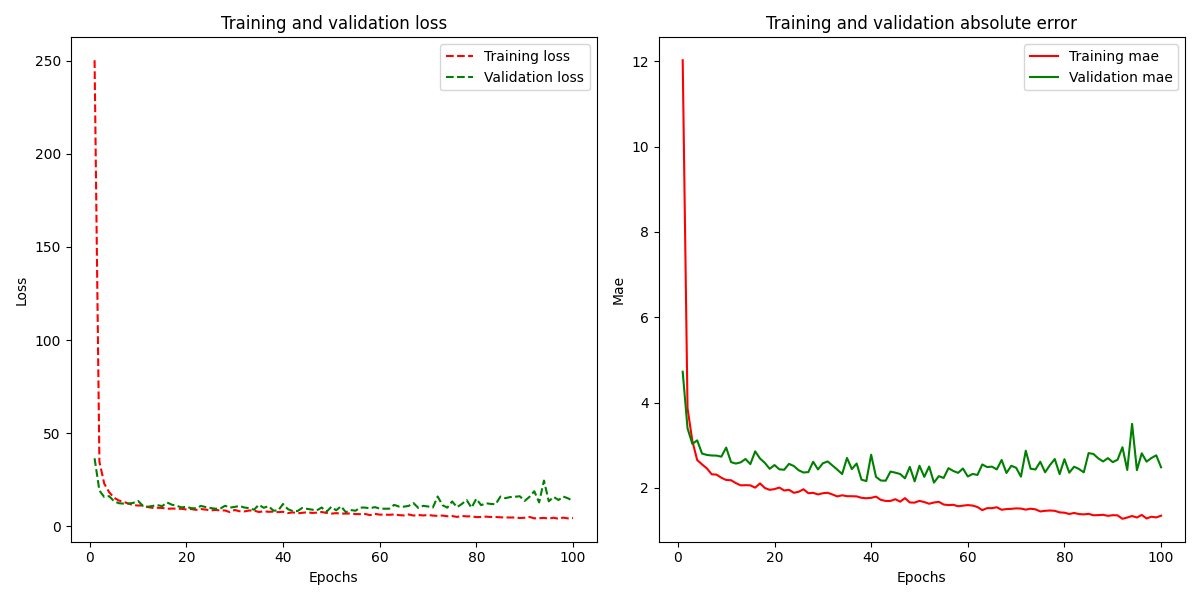 Training and validation loss
Training loss
Validation loss
250
200
150
100
50
0
Loss
0 20 40 60 80 100
Epochs
Training and validation absolute error
Training mae
Validation mae
12
10
8
6
4
2
Mae
0 20 40 60 80 100
Epochs